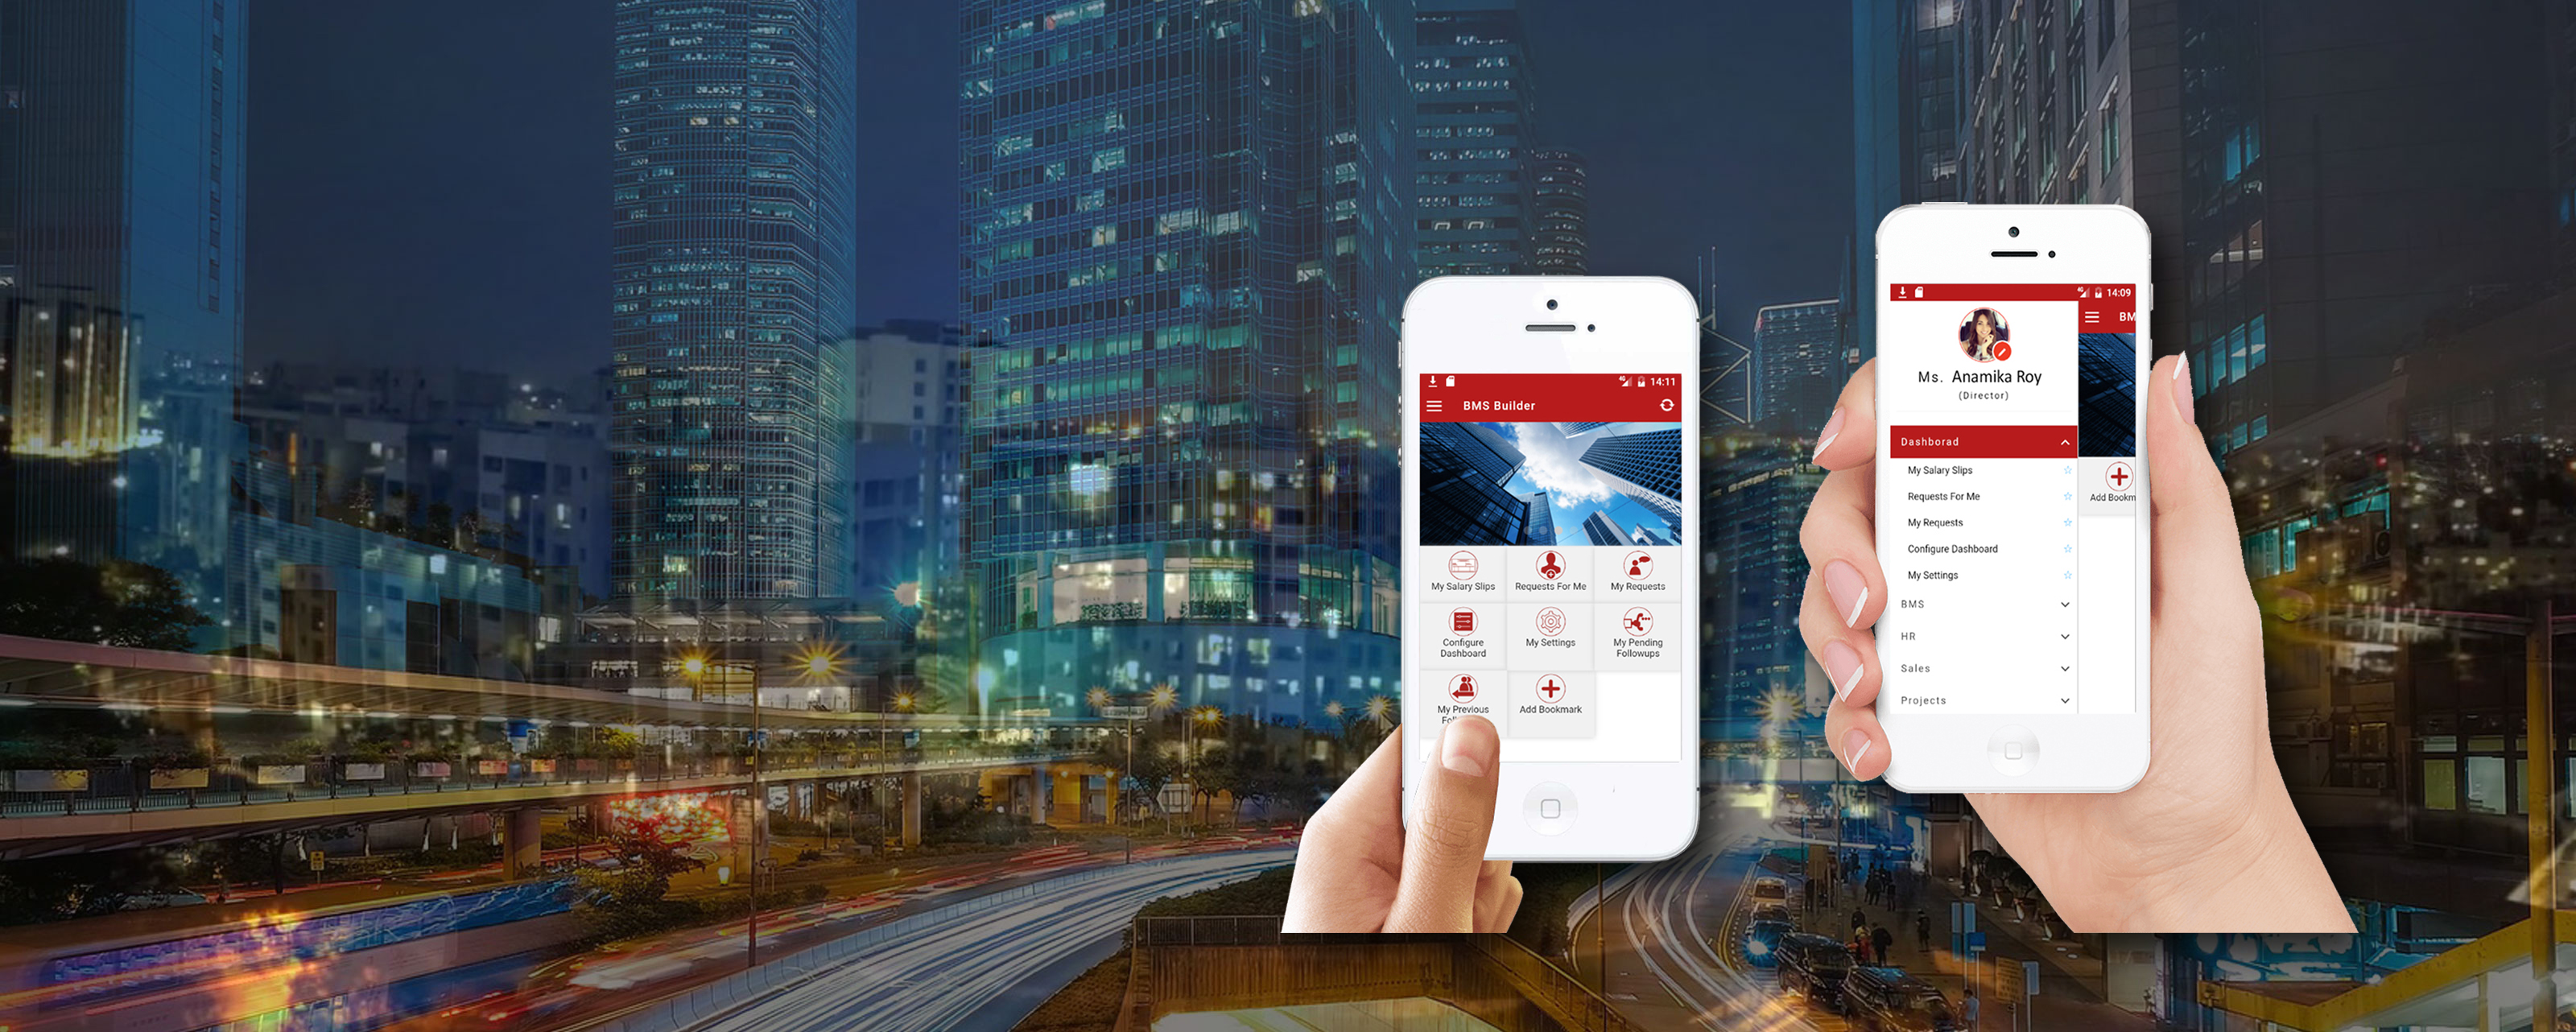 14:11
BMS Builder
My Salary Slips
Requests For Me
My Requests
Configure
Dashboard
My Settings
My Pending
Followups
My Previous
Add Bookmark
14:09
BM
Ms. Anamika Roy
(Director)
Dashborad
My Salary Slips
Requests For Me
My Requests
Configure Dashboard
My Settings
BMS
HR
Sales
Projects
Add Bookm